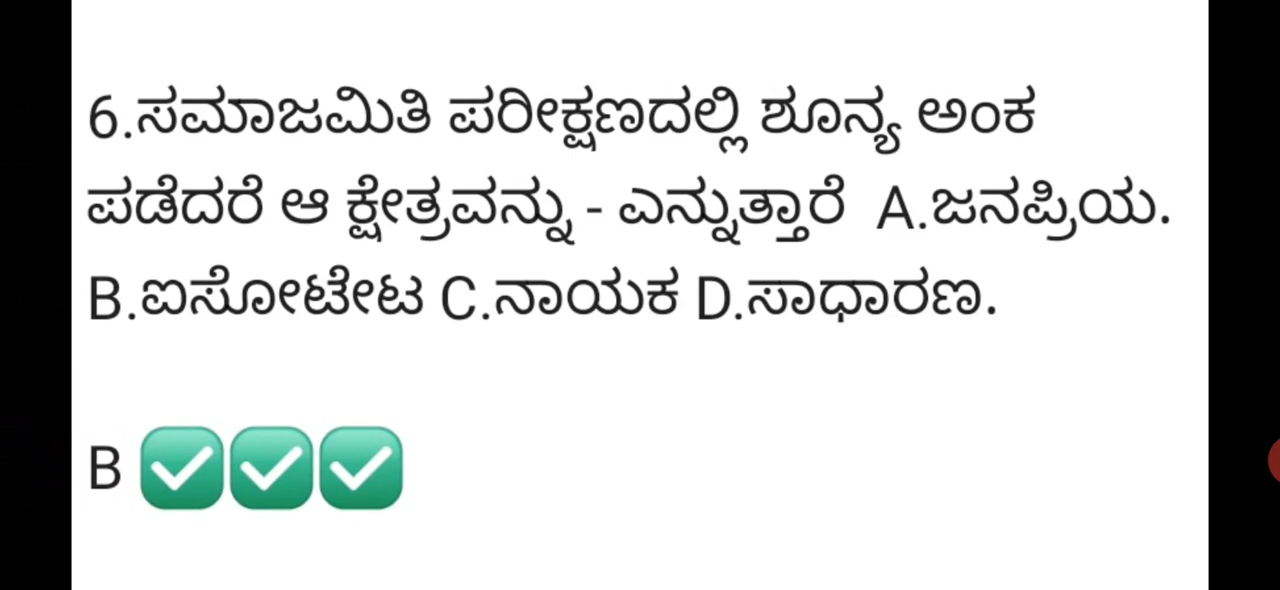 6.ಸಮಾಜಮಿತಿ ಪರೀಕ್ಷಣದಲ್ಲಿ ಶೂನ್ಯ ಅಂಕ
ಪಡೆದರೆ ಆ ಕ್ಷೇತ್ರವನ್ನು - ಎನ್ನುತ್ತಾರೆ A.ಜನಪ್ರಿಯ.
B.ಐಸೋಟೇಟ C.ನಾಯಕ D.ಸಾಧಾರಣ.
B ✅✅✅